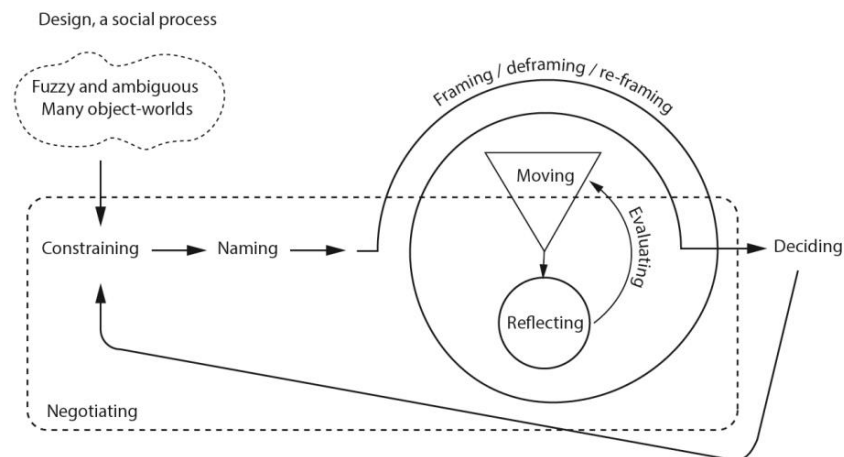 Design, a social process
Fuzzy and ambiguous
Many object-worlds
Framing / deframing / re-framing
Moving
Evaluating
Constraining
Naming
Deciding
Reflecting
Negotiating